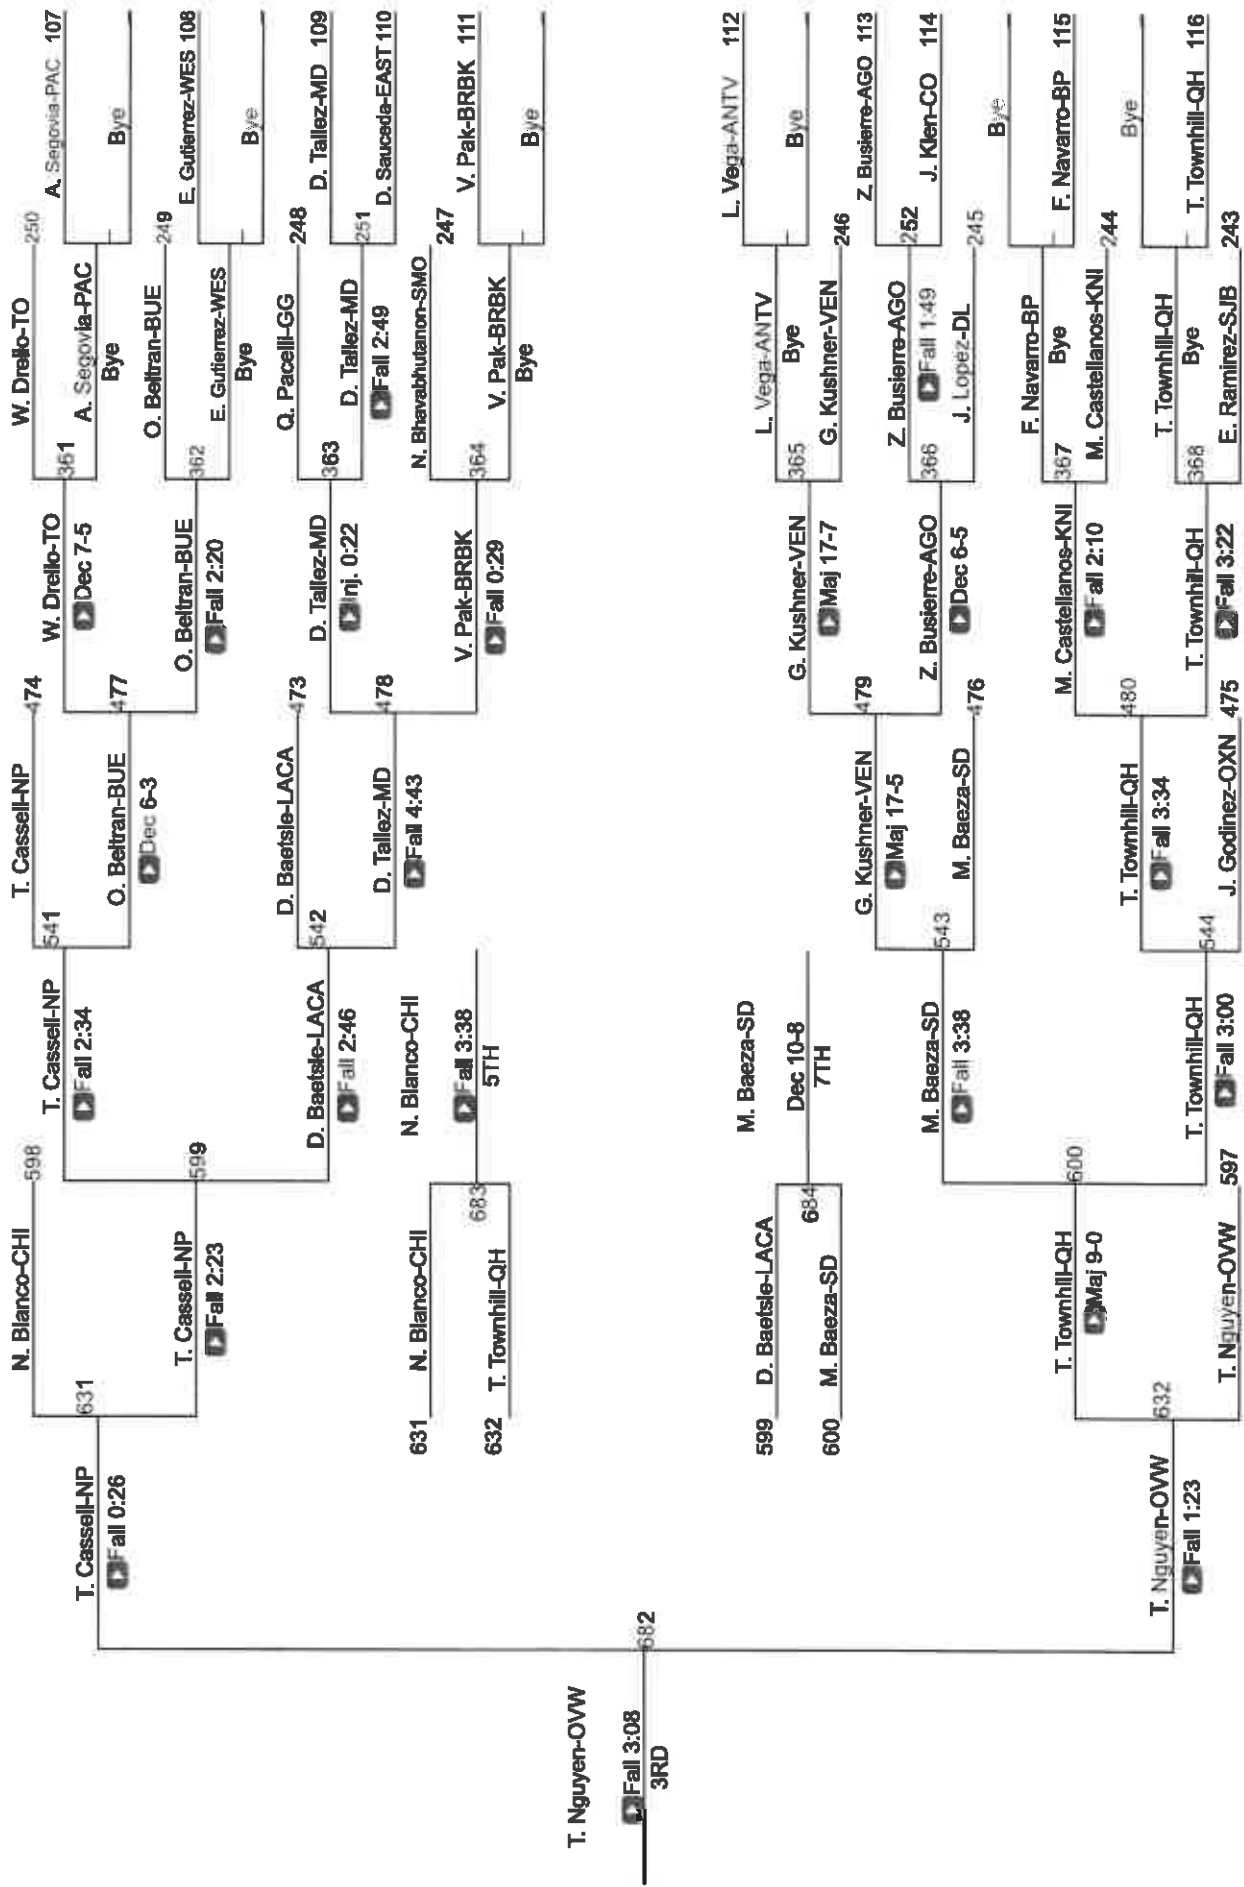 T. Nguyen-OVW
Fall 3:08
3RD
682
T. Cassell-NP
Fall 0:26
T. Nguyen-OVW
Fall 1:23
N. Blanco-CHI
598
631
T. Cassell-NP
Fall 2:23
599
631
N. Blanco-CHI
683
632
T. Townhill-QH
599
D. Baetsle-LACA
684
600
M. Baeza-SD
T. Townhill-QH
Maj 9-0
600
632
T. Nguyen-OVW
597
T. Cassell-NP
Fall 2:34
D. Baetsle-LACA
Fall 2:46
N. Blanco-CHI
Fall 3:38
5TH
M. Baeza-SD
Dec 10-8
7TH
M. Baeza-SD
Fall 3:38
T. Townhill-QH
Fall 3:00
T. Cassell-NP
474
541
O. Beltran-BUE
477
Dec 6-3
D. Baetsle-LACA
473
542
D. Tallez-MD
478
Fall 4:43
G. Kushner-VEN
479
Maj 17-5
543
M. Baeza-SD
476
T. Townhill-QH
480
Fall 3:34
544
J. Godinez-OXN
475
W. Drello-TO
Dec 7-5
O. Beltran-BUE
Fall 2:20
D. Tallez-MD
Inj. 0:22
V. Pak-BRBK
Fall 0:29
G. Kushner-VEN
Maj 17-7
Z. Busierre-AGO
Dec 6-5
M. Castellanos-KNI
Fall 2:10
T. Townhill-QH
Fall 3:22
W. Drello-TO
250
361
A. Segovia-PAC
Bye
O. Beltran-BUE
249
362
E. Gutierrez-WES
Bye
Q. Pacelli-GG
248
363
D. Tallez-MD
251
Fall 2:49
N. Bhavabhutanon-SMO
247
364
V. Pak-BRBK
Bye
L. Vega-ANTV
365
Bye
G. Kushner-VEN
246
Z. Busierre-AGO
252
366
Fall 1:49
J. Lopez-DL
245
F. Navarro-BP
367
Bye
M. Castellanos-KNI
244
T. Townhill-QH
368
Bye
E. Ramirez-SJB
243
A. Segovia-PAC 107
Bye
E. Gutierrez-WES 108
Bye
D. Tallez-MD 109
D. Sauceda-EAST 110
V. Pak-BRBK 111
Bye
L. Vega-ANTV 112
Bye
Z. Busierre-AGO 113
J. Klen-CO 114
Bye
F. Navarro-BP 115
Bye
T. Townhill-QH 116